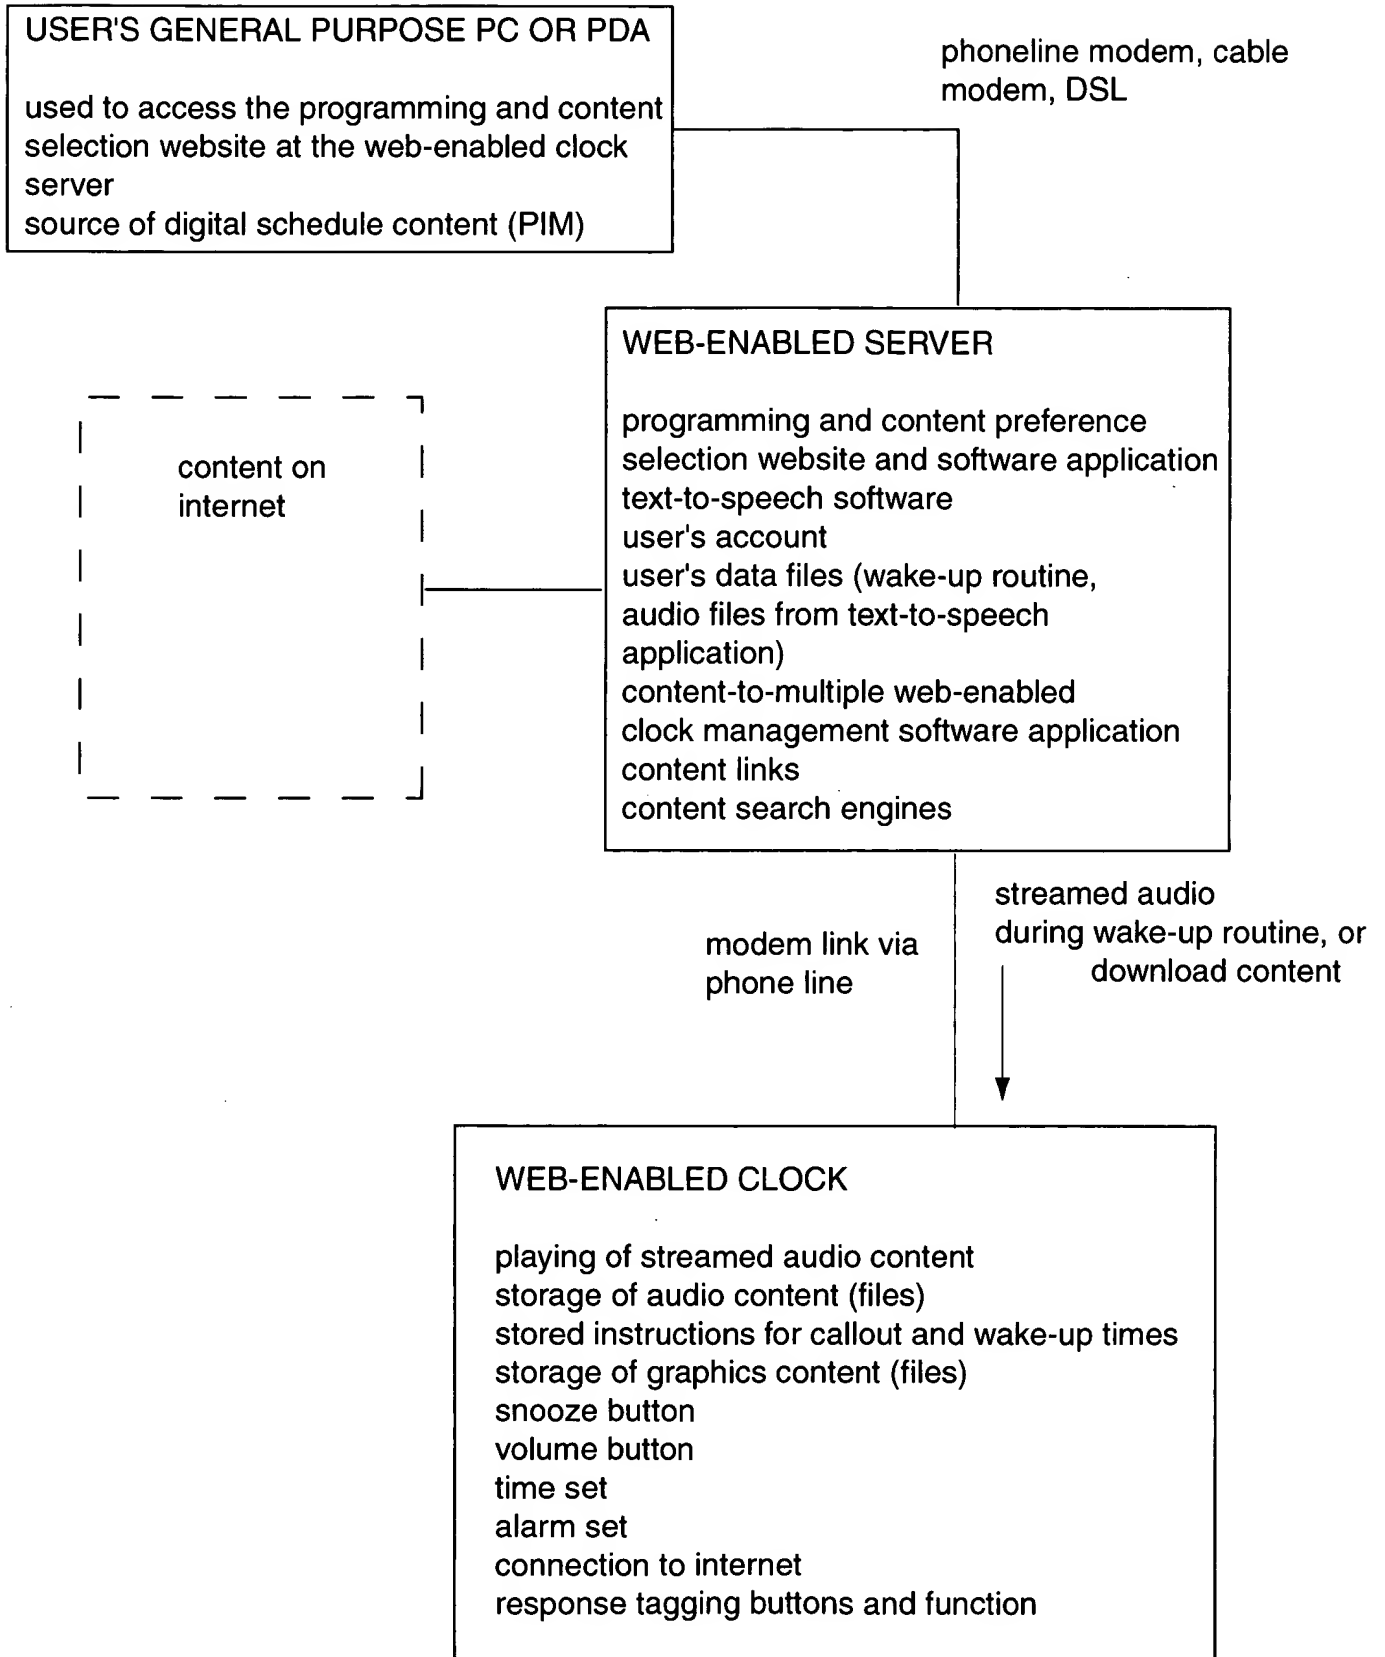 USER'S GENERAL PURPOSE PC OR PDA
used to access the programming and content
selection website at the web-enabled clock
server
source of digital schedule content (PIM)
phoneline modem, cable
modem, DSL
WEB-ENABLED SERVER
programming and content preference
selection website and software application
text-to-speech software
user's account
user's data files (wake-up routine,
audio files from text-to-speech
application)
content-to-multiple web-enabled
clock management software application
content links
content search engines
content on
internet
modem link via
phone line
streamed audio
during wake-up routine, or
download content
WEB-ENABLED CLOCK
playing of streamed audio content
storage of audio content (files)
stored instructions for callout and wake-up times
storage of graphics content (files)
snooze button
volume button
time set
alarm set
connection to internet
response tagging buttons and function